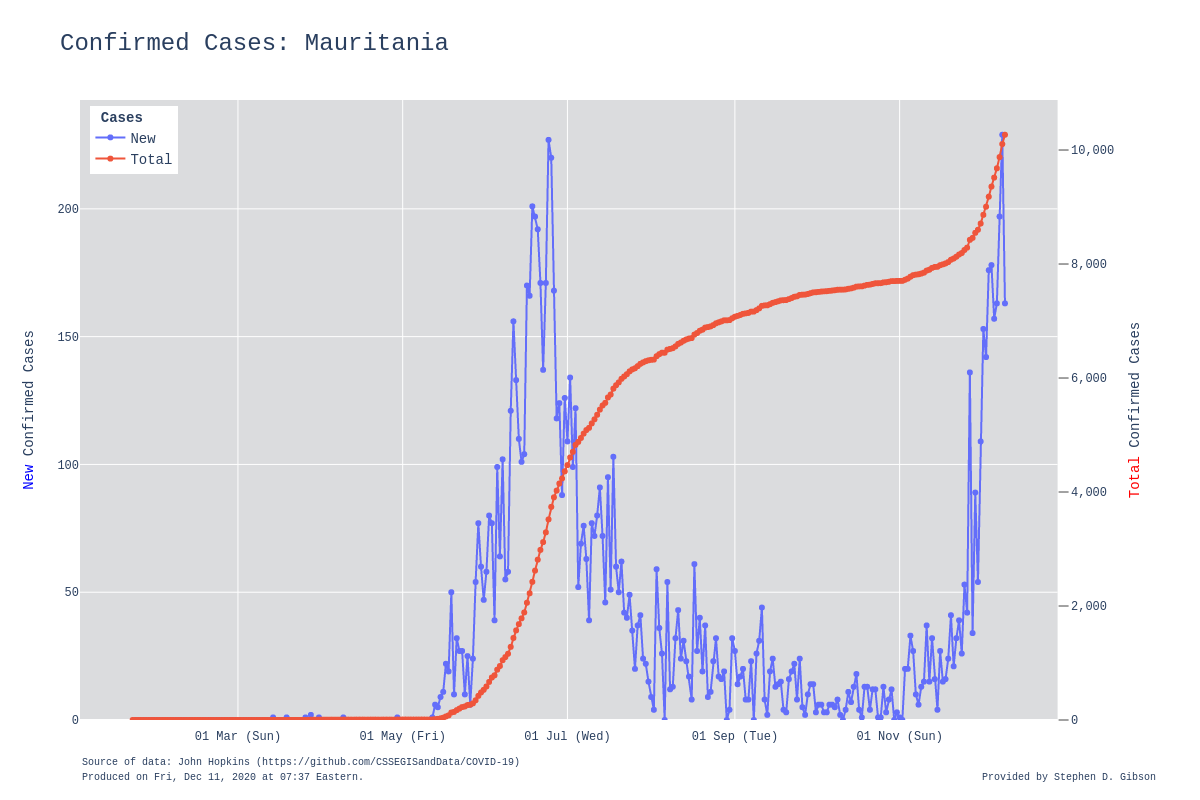 Confirmed Cases: Mauritania
Cases
New
Total
200
150
100
50
0
New Confirmed Cases
10,000
8,000
6,000
4,000
2,000
0
Total Confirmed Cases
01 Mar (Sun)
01 May (Fri)
01 Jul (Wed)
01 Sep (Tue)
01 Nov (Sun)
Source of data: John Hopkins (https://github.com/CSSEGISandData/COVID-19)
Produced on Fri, Dec 11, 2020 at 07:37 Eastern.
Provided by Stephen D. Gibson